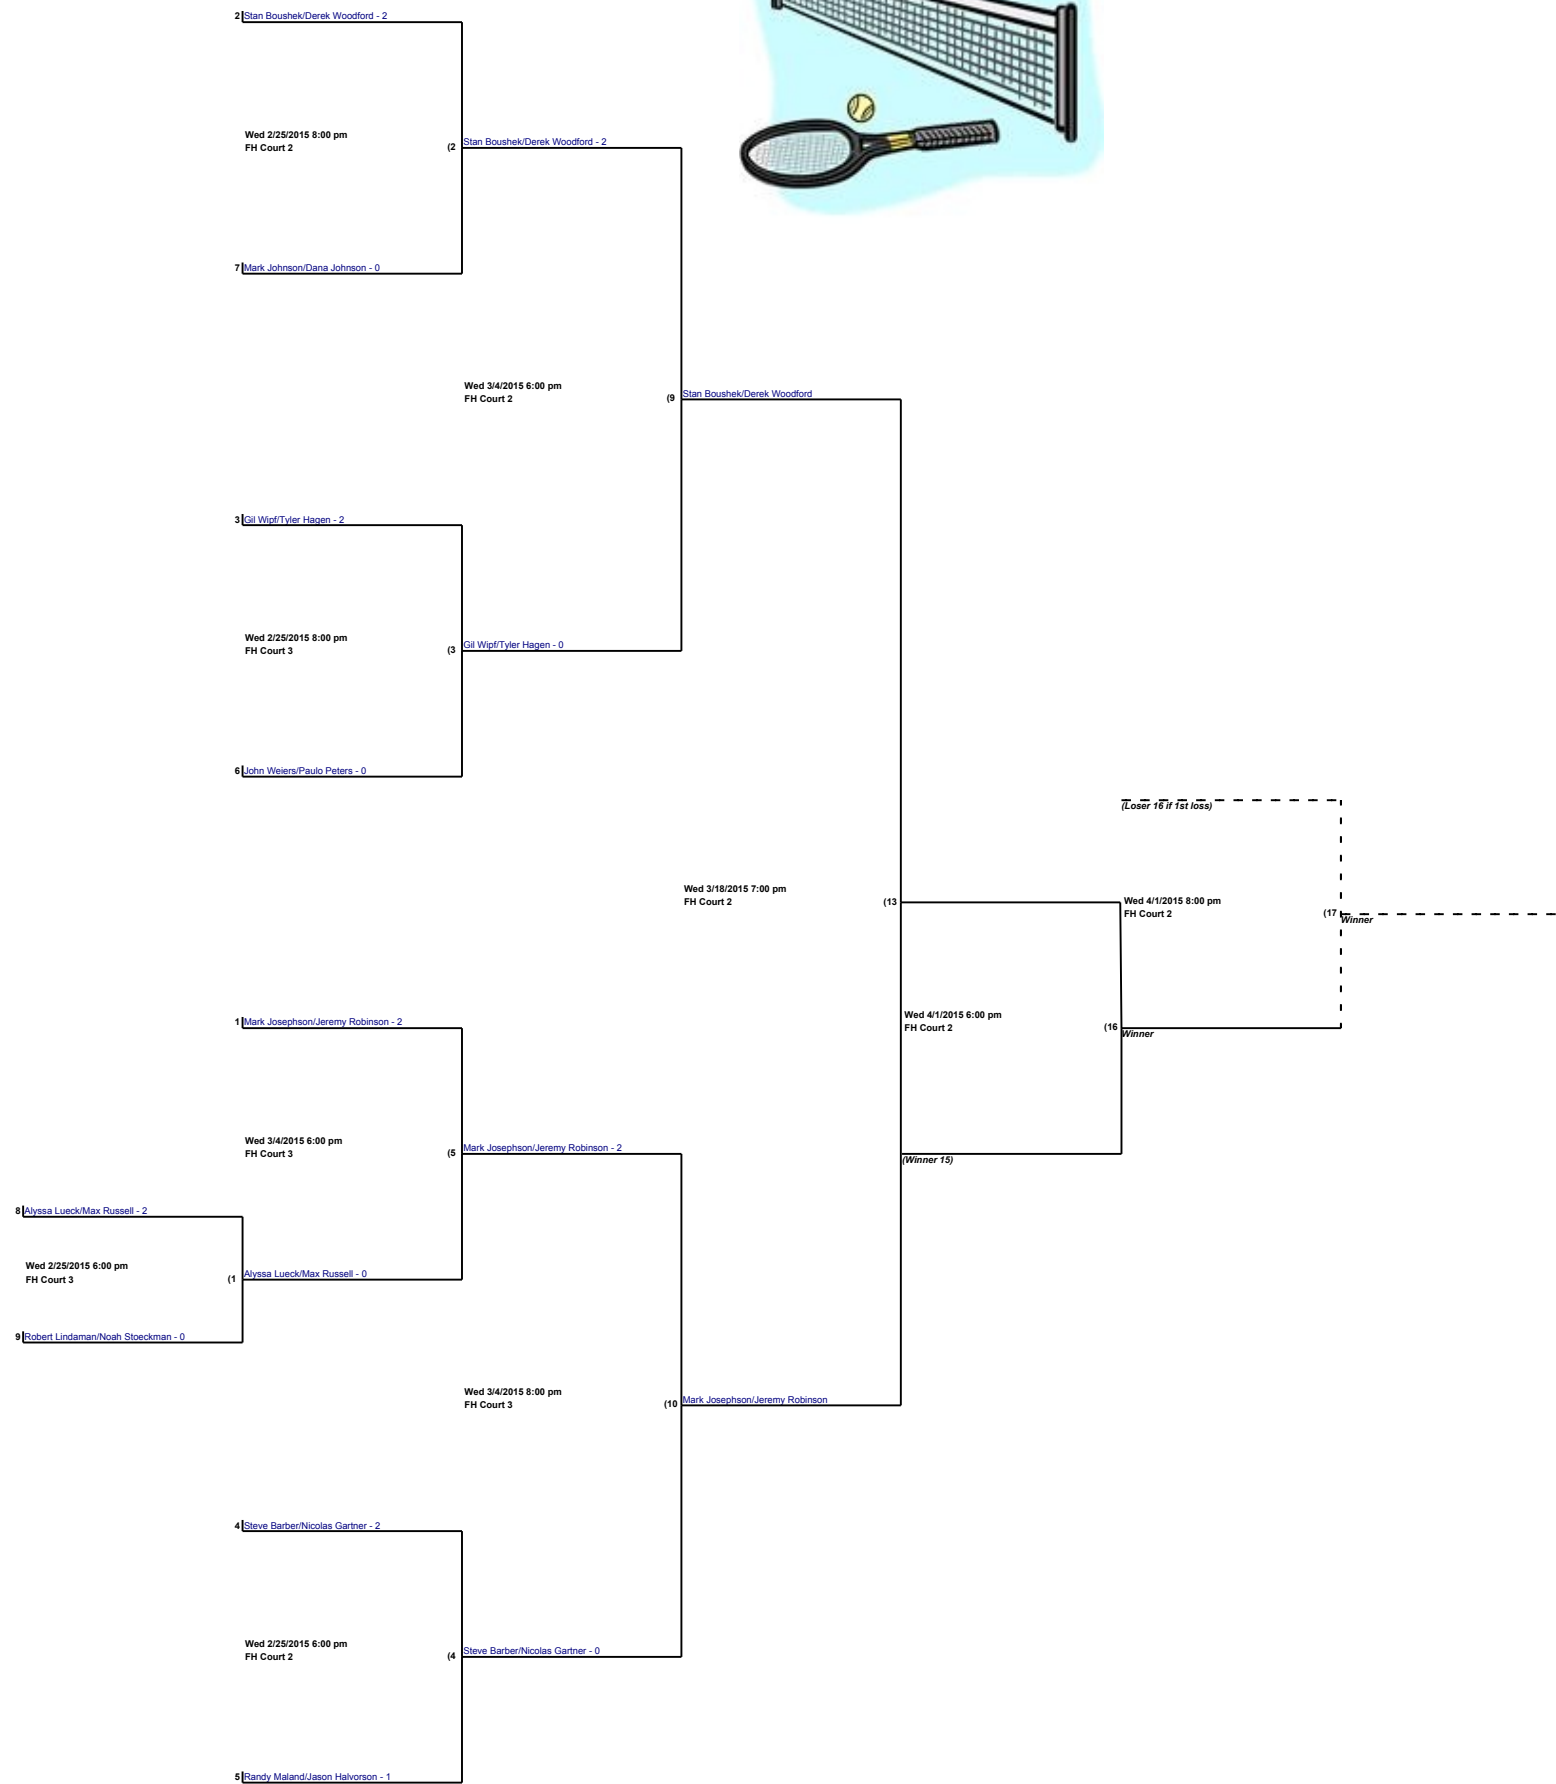 2 Stan Boushek/Derek Woodford - 2
Wed 2/25/2015 8:00 pm
FH Court 2
(2
Stan Boushek/Derek Woodford - 2
7 Mark Johnson/Dana Johnson - 0
Wed 3/4/2015 6:00 pm
FH Court 2
(9
Stan Boushek/Derek Woodford
3 Gil Wipf/Tyler Hagen - 2
Wed 2/25/2015 8:00 pm
FH Court 3
(3
Gil Wipf/Tyler Hagen - 0
6 John Weiers/Paulo Peters - 0
(Loser 16 if 1st loss)
Wed 3/18/2015 7:00 pm
FH Court 2
(13
Wed 4/1/2015 8:00 pm
FH Court 2
(17
Winner
1 Mark Josephson/Jeremy Robinson - 2
Wed 4/1/2015 6:00 pm
FH Court 2
(16
Winner
Wed 3/4/2015 6:00 pm
FH Court 3
(5
Mark Josephson/Jeremy Robinson - 2
(Winner 15)
8 Alyssa Lueck/Max Russell - 2
Wed 2/25/2015 6:00 pm
FH Court 3
(1
Alyssa Lueck/Max Russell - 0
9 Robert Lindaman/Noah Stoeckman - 0
Wed 3/4/2015 8:00 pm
FH Court 3
(10
Mark Josephson/Jeremy Robinson
4 Steve Barber/Nicolas Gartner - 2
Wed 2/25/2015 6:00 pm
FH Court 2
(4
Steve Barber/Nicolas Gartner - 0
5 Randy Maland/Jason Halvorson - 1